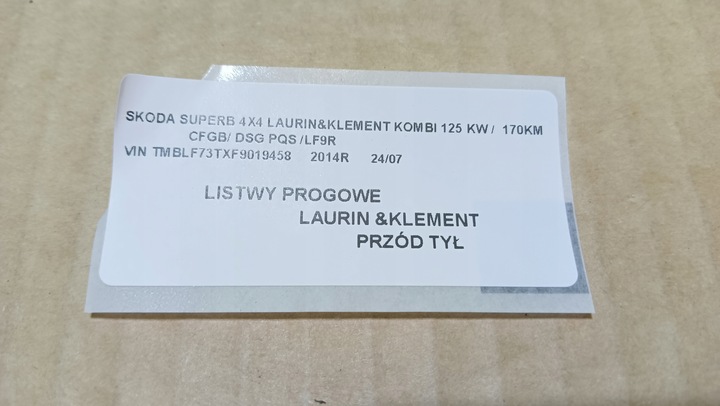 SKODA SUPERB 4X4 LAURIN&KLEMENT KOMBI 125 KW / 170KM
CFGB/ DSG PQS /LF9R
VIN TMBLF73TXF9019458 2014R 24/07
LISTWY PROGOWE
LAURIN &KLEMENT
PRZÓD TYŁ